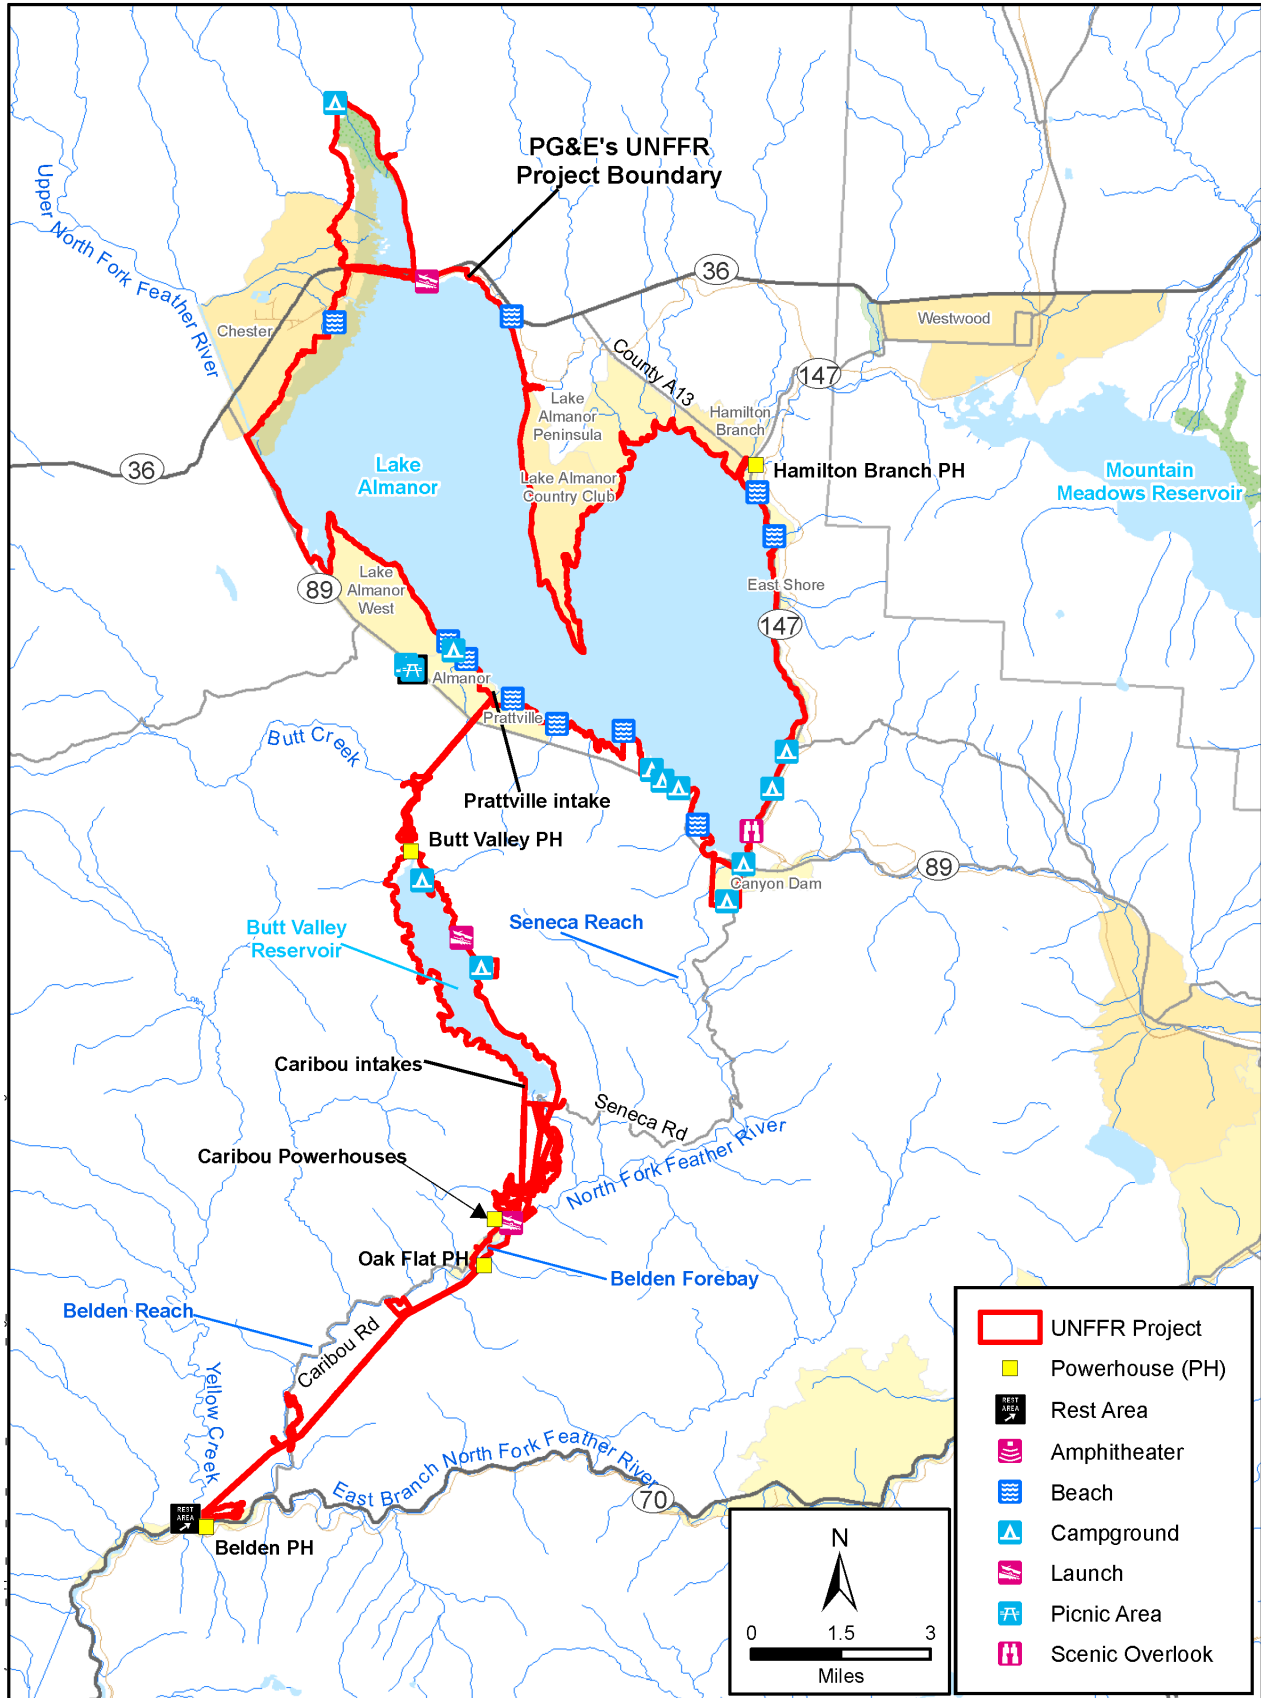 PG&E's UNFFR
Project Boundary
Upper North Fork Feather River
36
Chester
Westwood
County A13
147
Lake
Almanor
Peninsula
Hamilton
Branch
Lake
Almanor
Lake Almanor
Country Club
Hamilton Branch PH
Mountain
Meadows Reservoir
36
89
Lake
Almanor
West
East Shore
147
Almanor
Prattville
Butt Creek
Prattville intake
Butt Valley PH
89
Canyon Dam
Butt Valley
Reservoir
Seneca Reach
Caribou intakes
Seneca Rd
North Fork Feather River
Caribou Powerhouses
Oak Flat PH
Belden Forebay
Belden Reach
Caribou Rd
Yellow Creek
East Branch North Fork Feather River
70
REST
AREA
Belden PH
N
0 1.5 3
Miles
UNFFR Project
Powerhouse (PH)
REST
AREA
Rest Area
Amphitheater
Beach
Campground
Launch
Picnic Area
Scenic Overlook